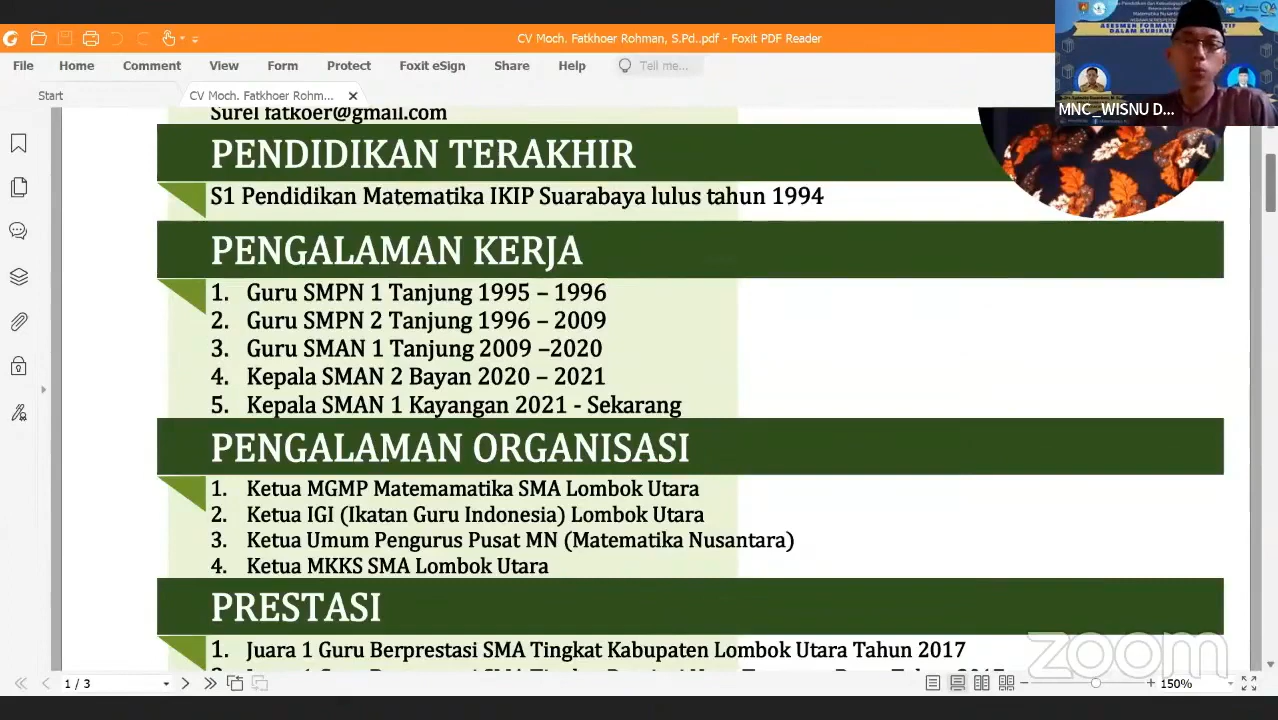 CV Moch. Fatkhoer Rohman, S.Pd..pdf - Foxit PDF Reader
File Home Comment View Form Protect Foxit eSign Share Help Tell me...
Start CV Moch. Fatkhoer Rohm...
MNC_WISNU D...
Surel fatkoer@gmail.com
PENDIDIKAN TERAKHIR
S1 Pendidikan Matematika IKIP Suarabaya lulus tahun 1994
PENGALAMAN KERJA
1. Guru SMPN 1 Tanjung 1995 – 1996
2. Guru SMPN 2 Tanjung 1996 – 2009
3. Guru SMAN 1 Tanjung 2009 –2020
4. Kepala SMAN 2 Bayan 2020 – 2021
5. Kepala SMAN 1 Kayangan 2021 - Sekarang
PENGALAMAN ORGANISASI
1. Ketua MGMP Matemamatika SMA Lombok Utara
2. Ketua IGI (Ikatan Guru Indonesia) Lombok Utara
3. Ketua Umum Pengurus Pusat MN (Matematika Nusantara)
4. Ketua MKKS SMA Lombok Utara
PRESTASI
1. Juara 1 Guru Berprestasi SMA Tingkat Kabupaten Lombok Utara Tahun 2017
zoom
1 / 3
150%